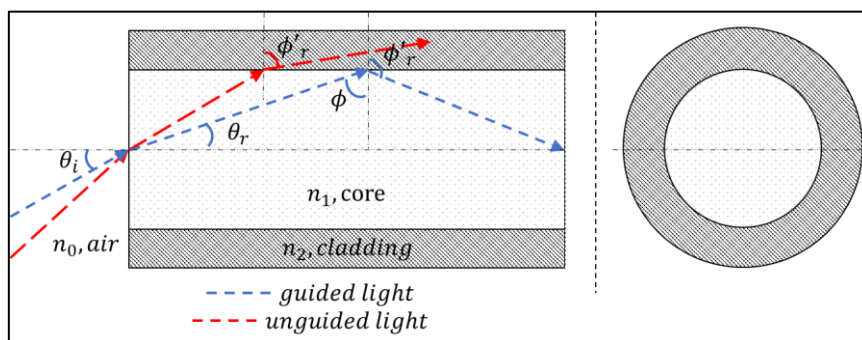 ϕ′ᵣ
ϕ′ᵣ
ϕ
θᵣ
θᵢ
n₁, core
n₀, air
n₂, cladding
guided light
unguided light